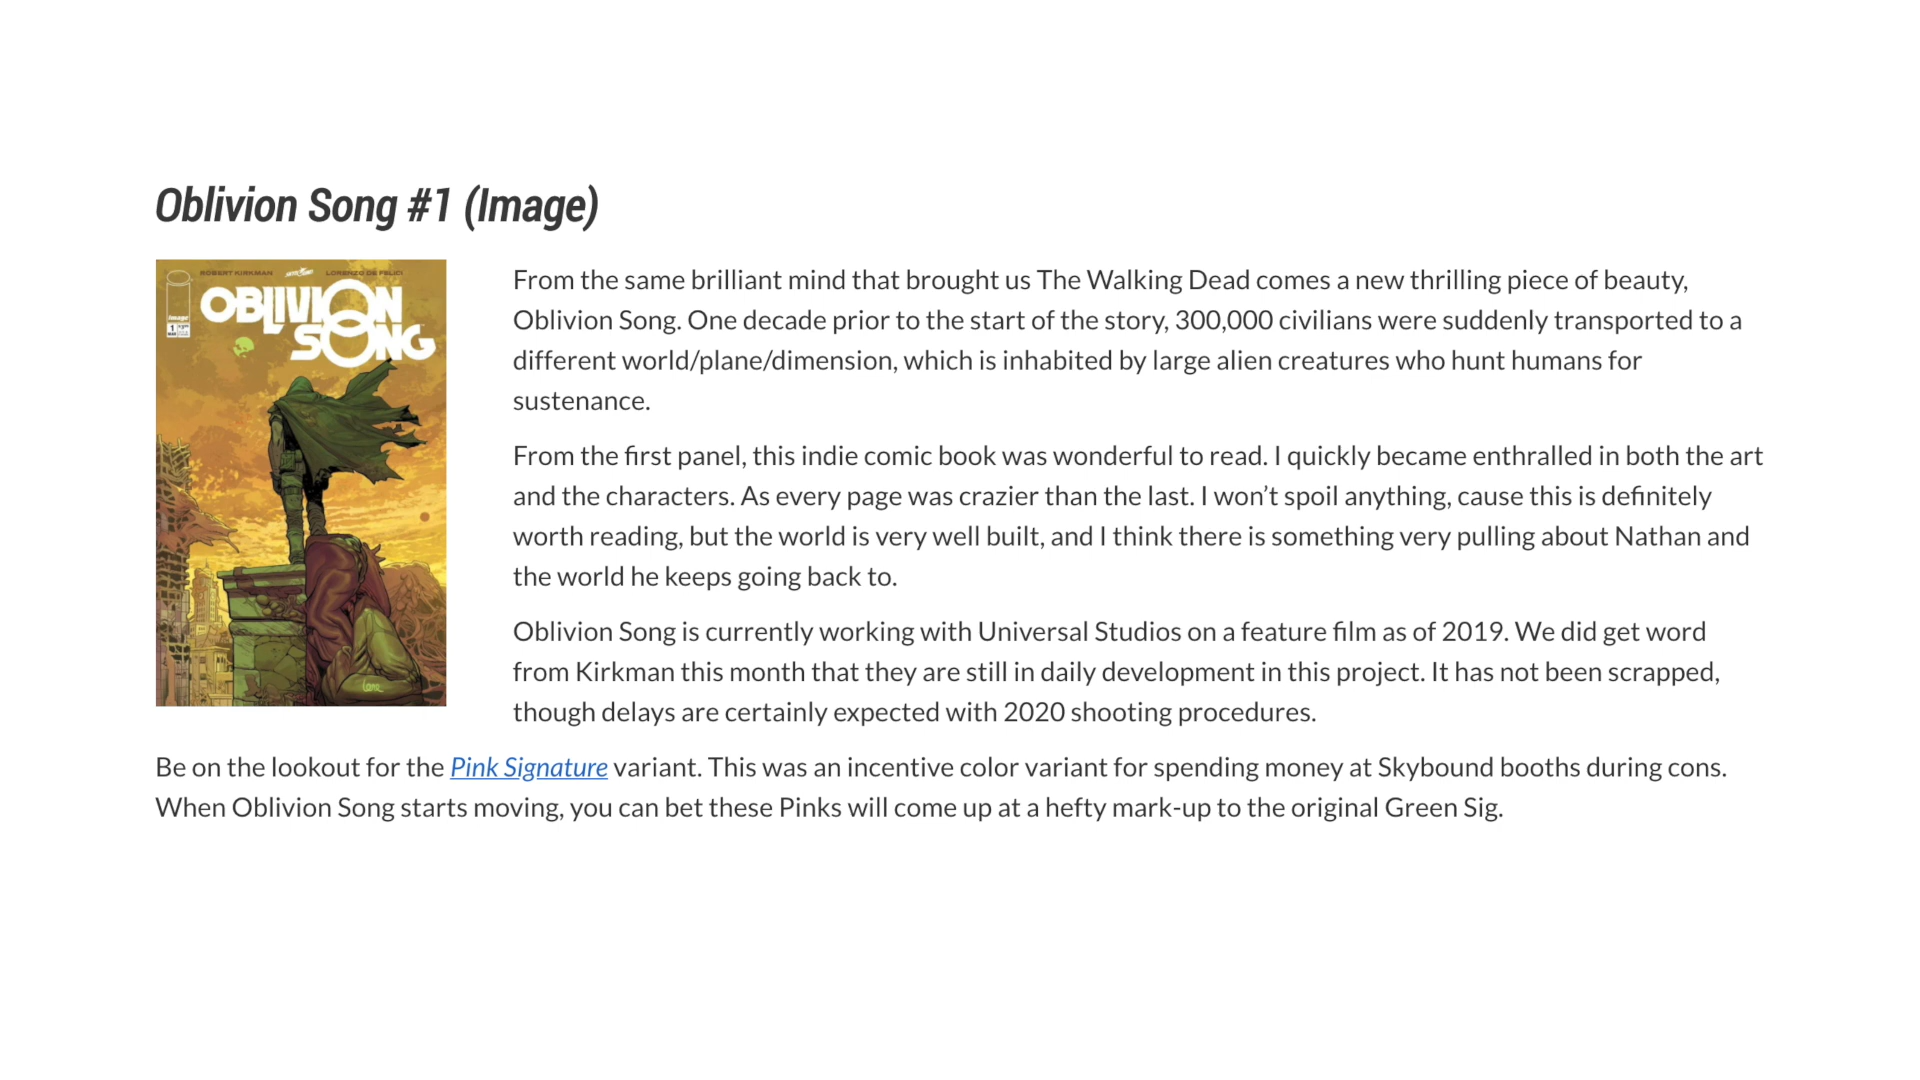 Oblivion Song #1 (Image)
ROBERT KIRKMAN
LORENZO DE FELICI
OBLIVION
SONG
image
1
From the same brilliant mind that brought us The Walking Dead comes a new thrilling piece of beauty,
Oblivion Song. One decade prior to the start of the story, 300,000 civilians were suddenly transported to a
different world/plane/dimension, which is inhabited by large alien creatures who hunt humans for
sustenance.
From the first panel, this indie comic book was wonderful to read. I quickly became enthralled in both the art
and the characters. As every page was crazier than the last. I won’t spoil anything, cause this is definitely
worth reading, but the world is very well built, and I think there is something very pulling about Nathan and
the world he keeps going back to.
Oblivion Song is currently working with Universal Studios on a feature film as of 2019. We did get word
from Kirkman this month that they are still in daily development in this project. It has not been scrapped,
though delays are certainly expected with 2020 shooting procedures.
Be on the lookout for the Pink Signature variant. This was an incentive color variant for spending money at Skybound booths during cons.
When Oblivion Song starts moving, you can bet these Pinks will come up at a hefty mark-up to the original Green Sig.